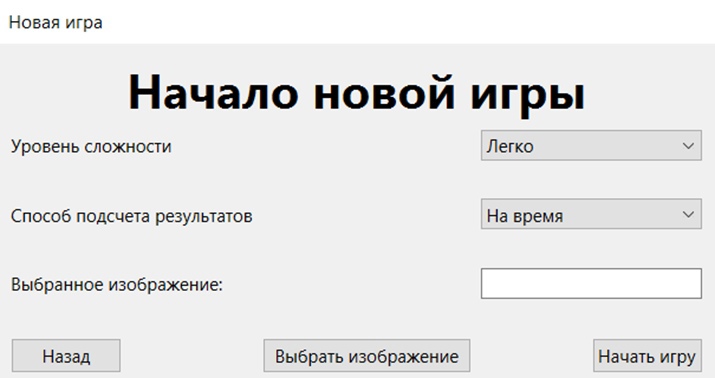 Новая игра
Начало новой игры
Уровень сложности Легко
Способ подсчета результатов На время
Выбранное изображение:
Назад Выбрать изображение Начать игру